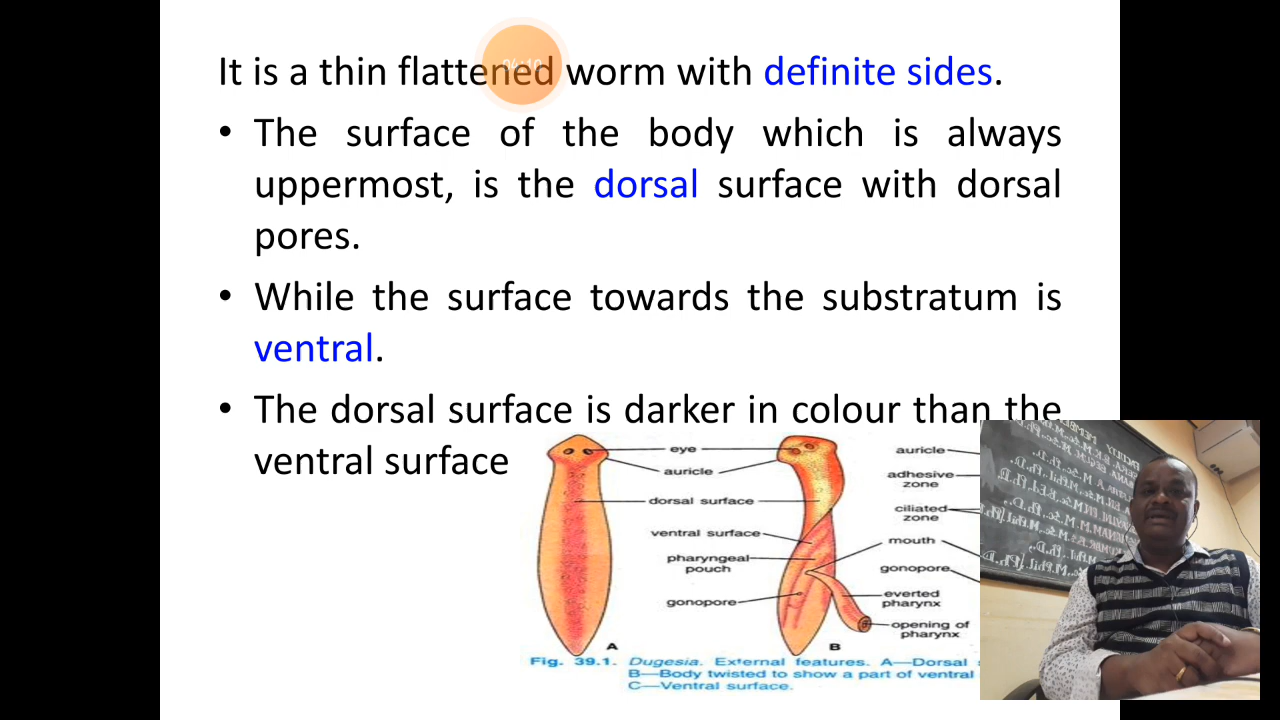 It is a thin flattened worm with definite sides.
• The surface of the body which is always
uppermost, is the dorsal surface with dorsal
pores.
• While the surface towards the substratum is
ventral.
• The dorsal surface is darker in colour than the
ventral surface
eye
auricle
dorsal surface
ventral surface
pharyngeal
pouch
gonopore
A
auricle
adhesive
zone
ciliated
zone
mouth
gonopore
everted
pharynx
opening of
pharynx
B
Fig. 39.1. Dugesia. External features. A—Dorsal
B—Body twisted to show a part of ventral
C—Ventral surface.
04:10